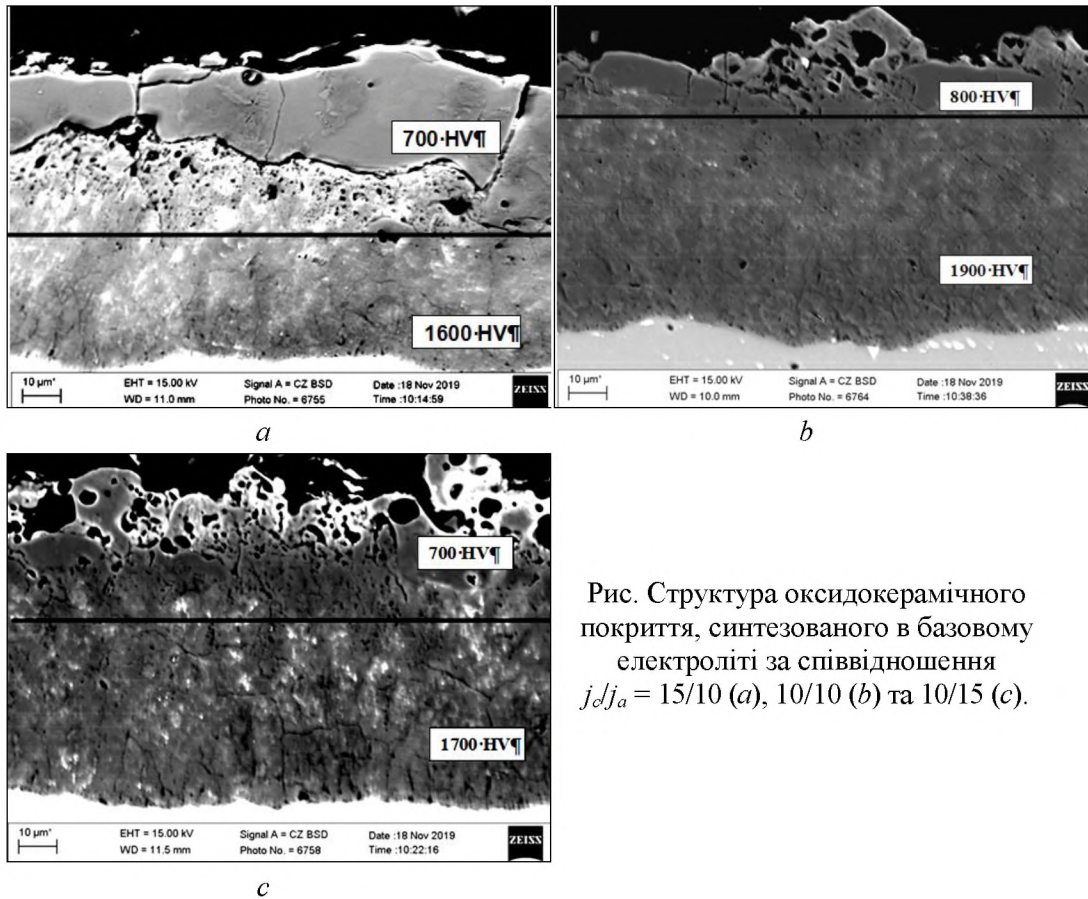 700·HV¶
1600·HV¶
10 µm*
EHT = 15.00 kV
Signal A = CZ BSD
Date :18 Nov 2019
WD = 11.0 mm
Photo No. = 6755
Time :10:14:59
ZEISS
a
800·HV¶
1900·HV¶
10 µm*
EHT = 15.00 kV
Signal A = CZ BSD
Date :18 Nov 2019
WD = 10.0 mm
Photo No. = 6764
Time :10:38:36
ZEISS
b
700·HV¶
1700·HV¶
10 µm*
EHT = 15.00 kV
Signal A = CZ BSD
Date :18 Nov 2019
WD = 11.5 mm
Photo No. = 6758
Time :10:22:16
ZEISS
c
Рис. Структура оксидокерамічного
покриття, синтезованого в базовому
електроліті за співвідношення
jc/ja = 15/10 (a), 10/10 (b) та 10/15 (c).